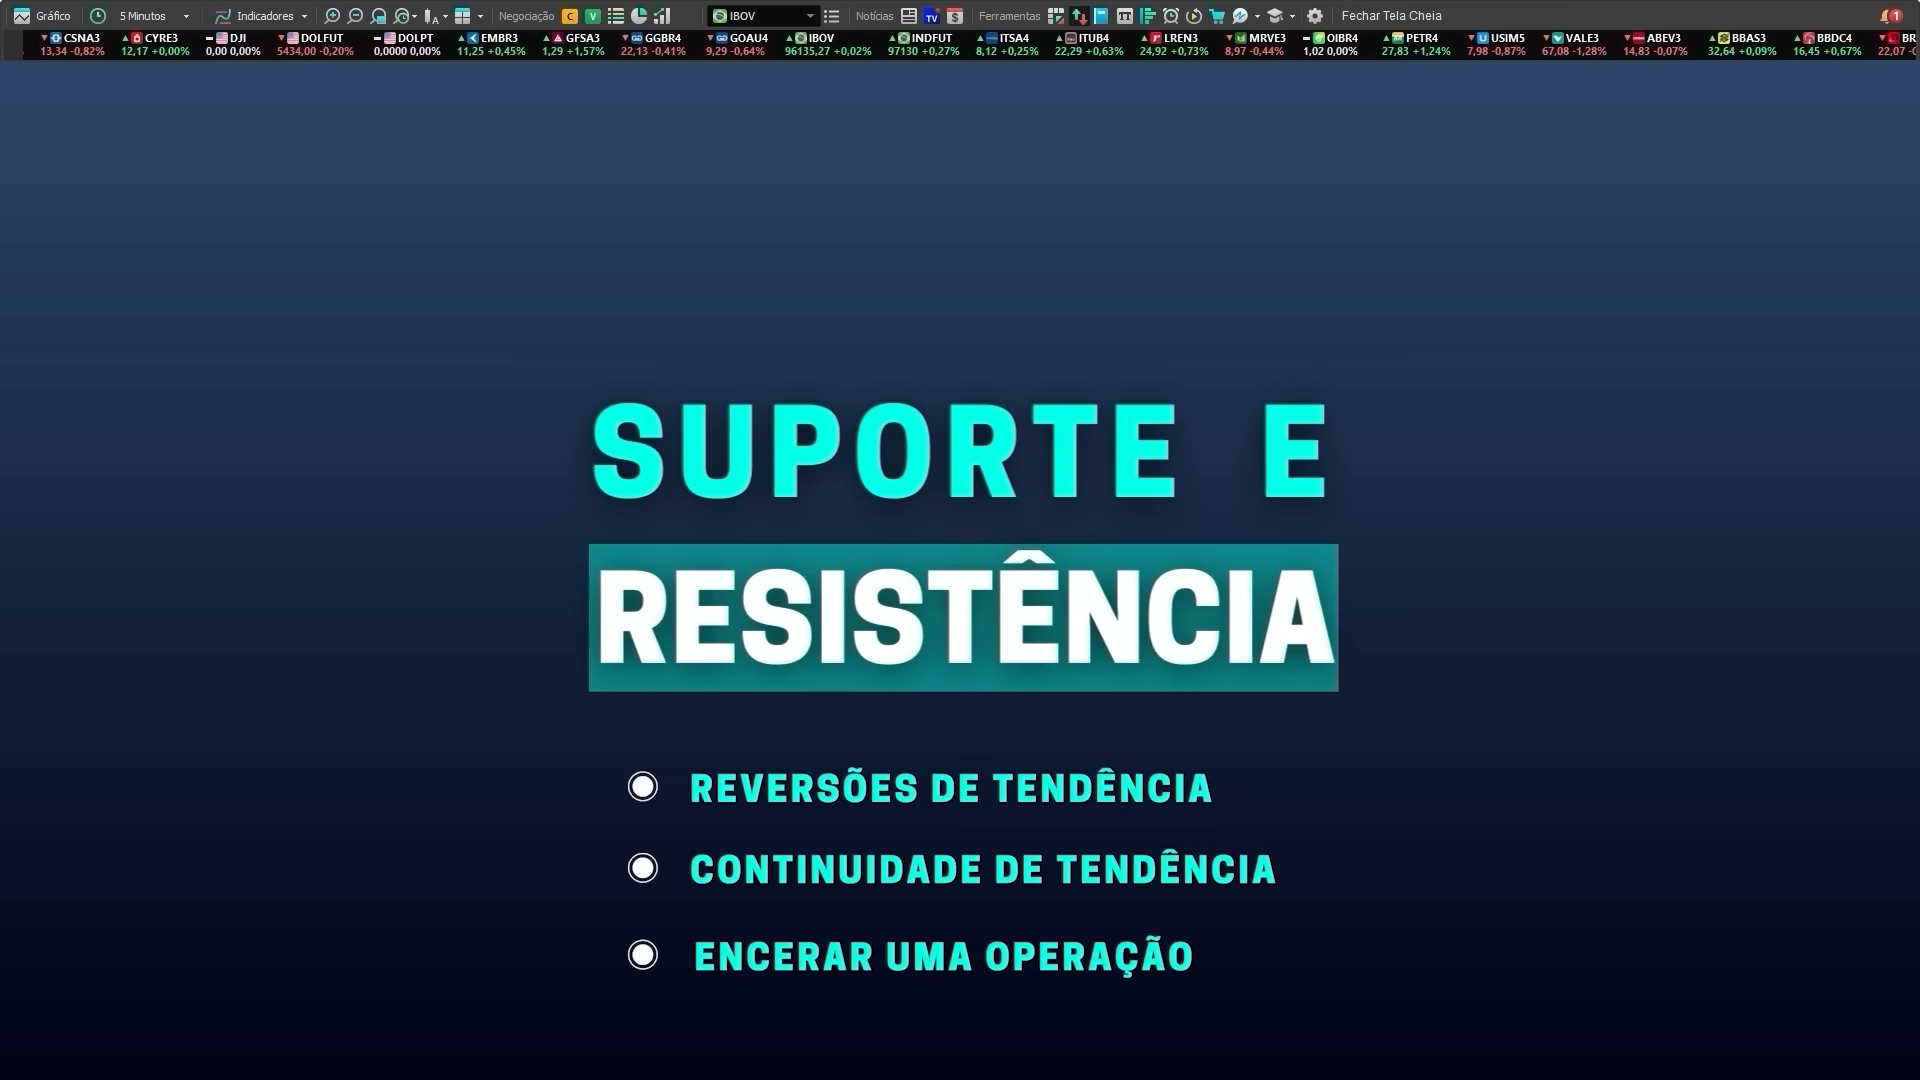 Gráfico 5 Minutos Indicadores Negociação C V IBOV Notícias TV $ Ferramentas Fechar Tela Cheia 1
CSNA3 CYRE3 DJI DOLFUT DOLPT EMBR3 GFSA3 GGBR4 GOAU4 IBOV INDFUT ITSA4 ITUB4 LREN3 MRVE3 OIBR4 PETR4 USIM5 VALE3 ABEV3 BBAS3 BBDC4 BR
13,34 -0,82% 12,17 +0,00% 0,00 0,00% 5434,00 -0,20% 0,0000 0,00% 11,25 +0,45% 1,29 +1,57% 22,13 -0,41% 9,29 -0,64% 96135,27 +0,02% 97130 +0,27% 8,12 +0,25% 22,29 +0,63% 24,92 +0,73% 8,97 -0,44% 1,02 0,00% 27,83 +1,24% 7,98 -0,87% 67,08 -1,28% 14,83 -0,07% 32,64 +0,09% 16,45 +0,67% 22,07
SUPORTE E
RESISTÊNCIA
REVERSÕES DE TENDÊNCIA
CONTINUIDADE DE TENDÊNCIA
ENCERAR UMA OPERAÇÃO